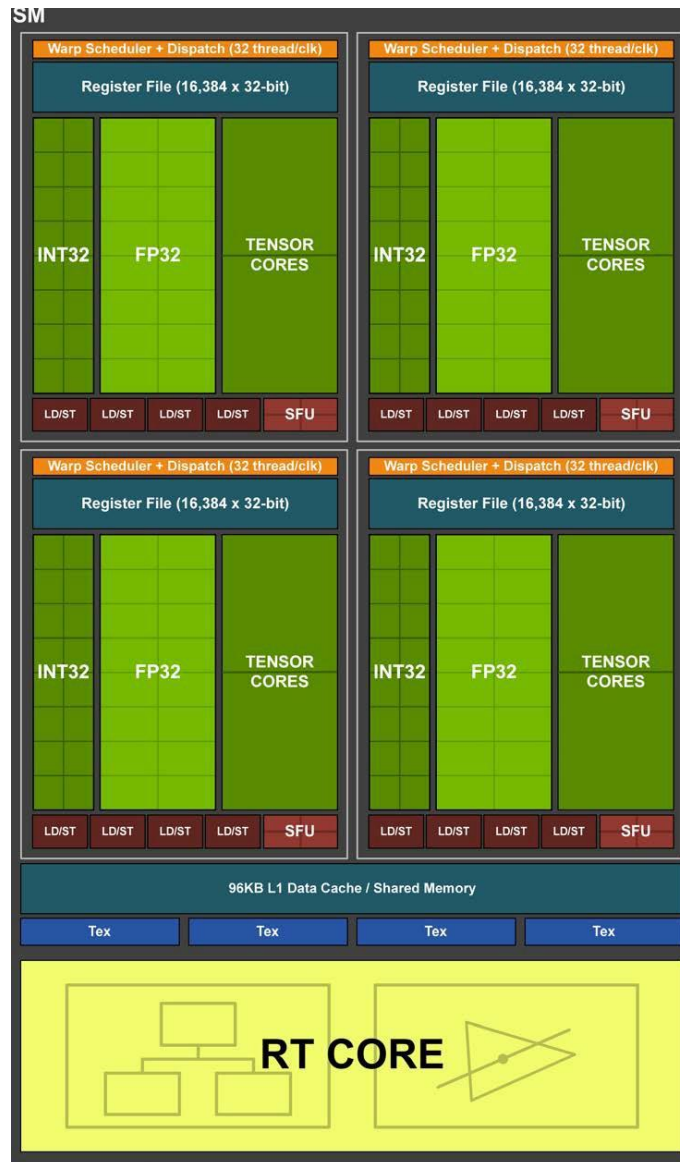 SM
Warp Scheduler + Dispatch (32 thread/clk)
Register File (16,384 x 32-bit)
INT32
FP32
TENSOR
CORES
LD/ST
LD/ST
LD/ST
LD/ST
SFU
Warp Scheduler + Dispatch (32 thread/clk)
Register File (16,384 x 32-bit)
INT32
FP32
TENSOR
CORES
LD/ST
LD/ST
LD/ST
LD/ST
SFU
Warp Scheduler + Dispatch (32 thread/clk)
Register File (16,384 x 32-bit)
INT32
FP32
TENSOR
CORES
LD/ST
LD/ST
LD/ST
LD/ST
SFU
Warp Scheduler + Dispatch (32 thread/clk)
Register File (16,384 x 32-bit)
INT32
FP32
TENSOR
CORES
LD/ST
LD/ST
LD/ST
LD/ST
SFU
96KB L1 Data Cache / Shared Memory
Tex
Tex
Tex
Tex
RT CORE